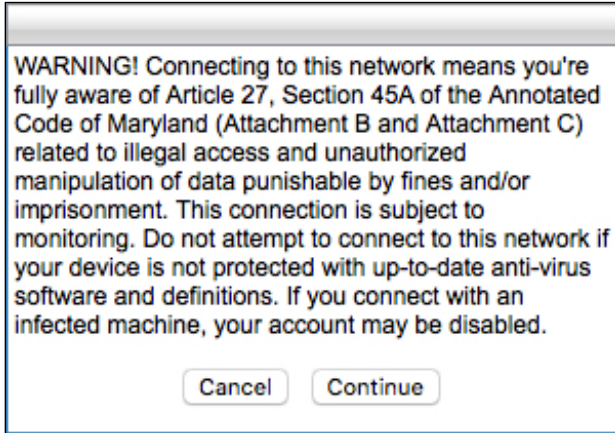 WARNING! Connecting to this network means you're
fully aware of Article 27, Section 45A of the Annotated
Code of Maryland (Attachment B and Attachment C)
related to illegal access and unauthorized
manipulation of data punishable by fines and/or
imprisonment. This connection is subject to
monitoring. Do not attempt to connect to this network if
your device is not protected with up-to-date anti-virus
software and definitions. If you connect with an
infected machine, your account may be disabled.
Cancel Continue